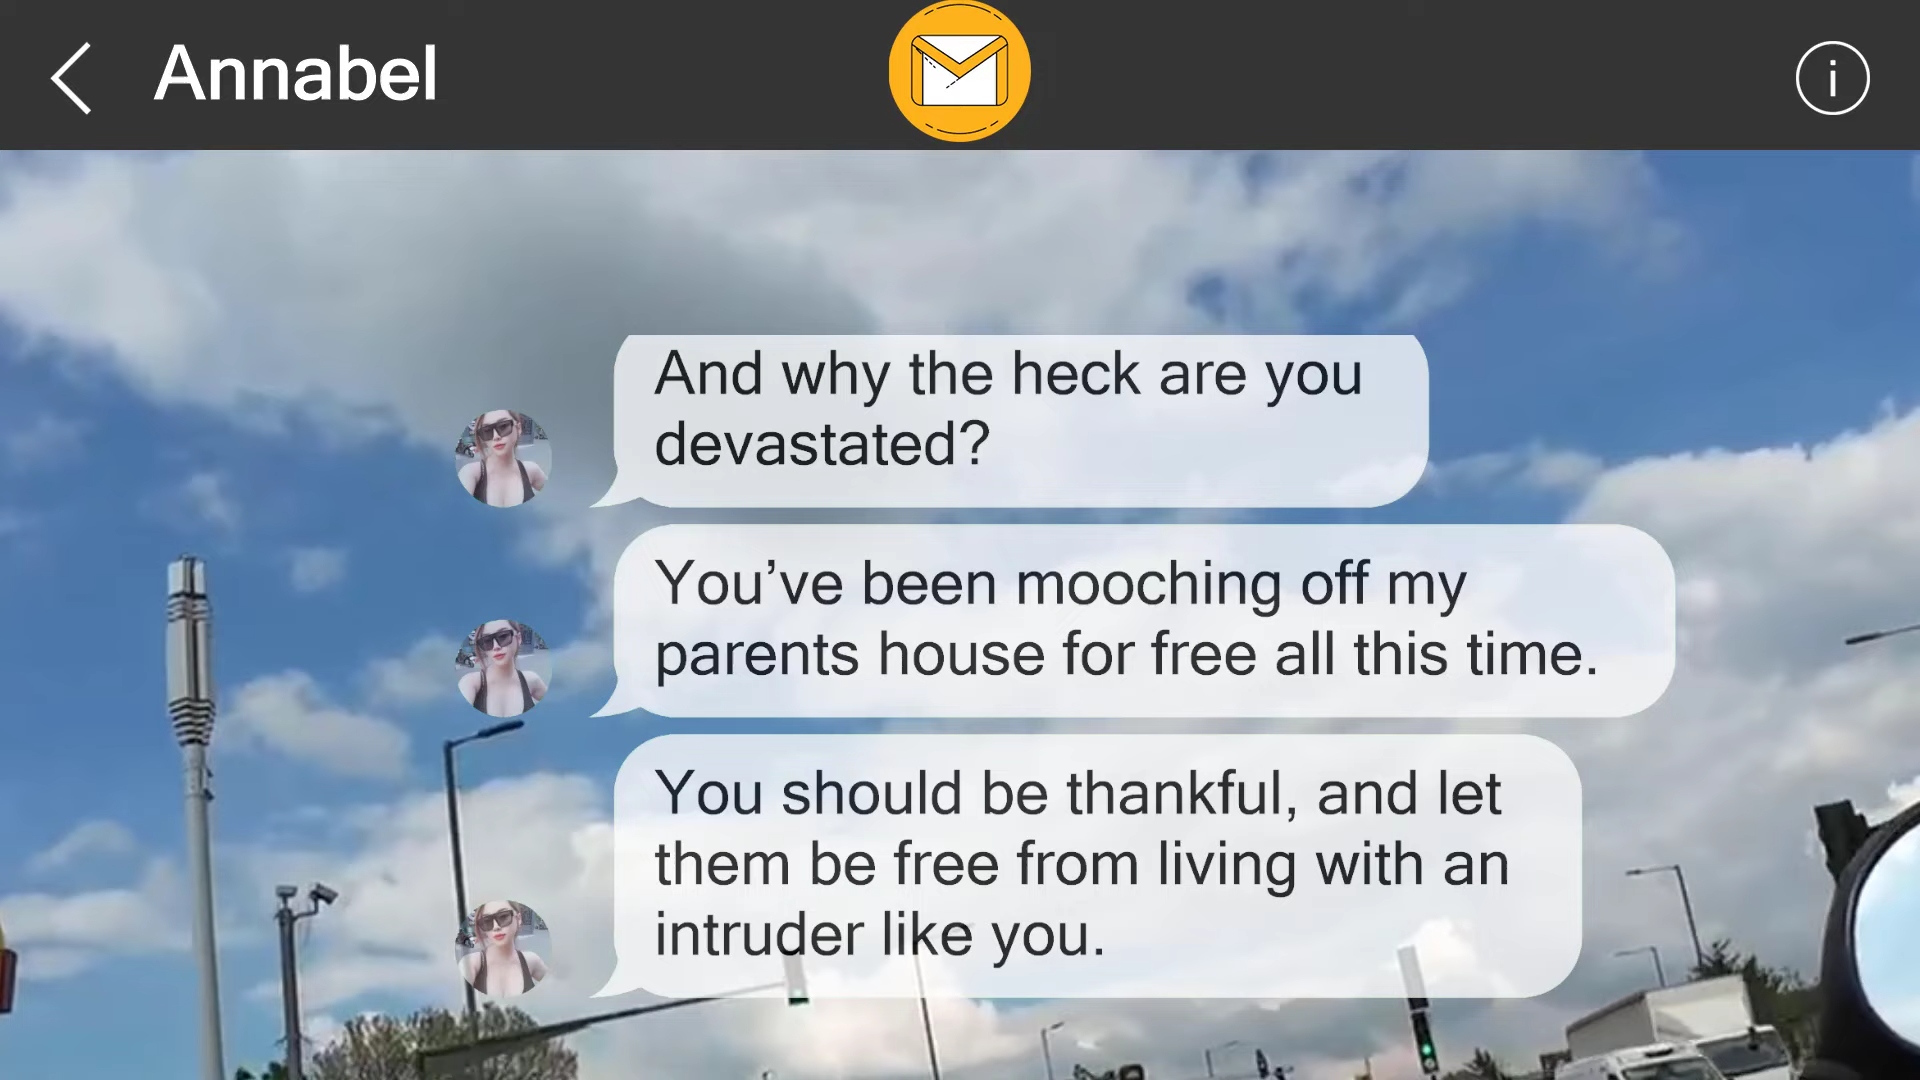 Annabel
i
And why the heck are you
devastated?
You’ve been mooching off my
parents house for free all this time.
You should be thankful, and let
them be free from living with an
intruder like you.